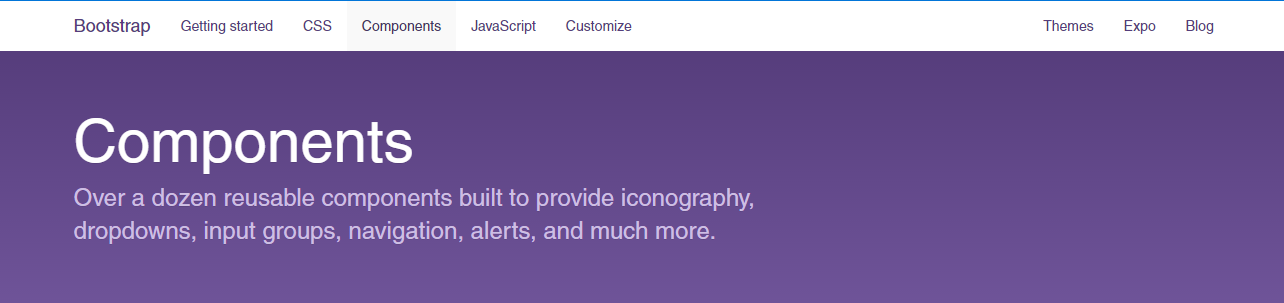 Bootstrap Getting started CSS Components JavaScript Customize Themes Expo Blog
Components
Over a dozen reusable components built to provide iconography,
dropdowns, input groups, navigation, alerts, and much more.